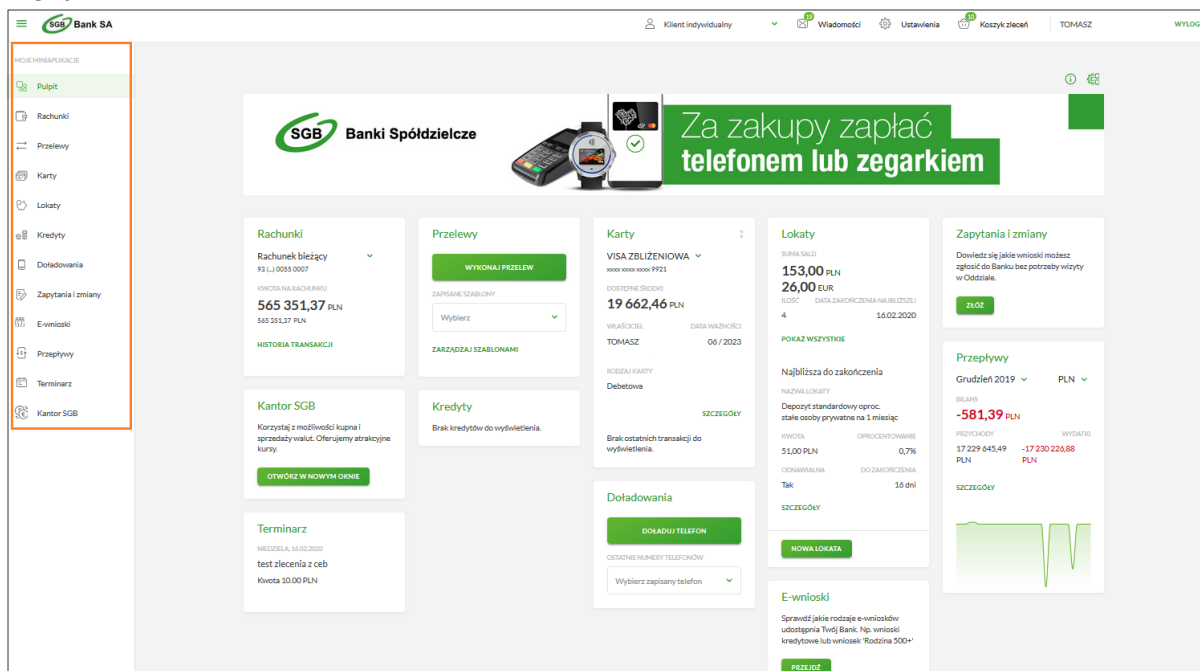 SGB Bank SA
Klient indywidualny
19
Wiadomości
Ustawienia
10
Koszyk zleceń
TOMASZ
WYLOG
MOJE MINIAPLIKACJE
Pulpit
Rachunki
Przelewy
Karty
Lokaty
Kredyty
Doładowania
Zapytania i zmiany
E-wnioski
Przepływy
Terminarz
Kantor SGB
SGB Banki Spółdzielcze
Za zakupy zapłać
telefonem lub zegarkiem
Rachunki
Rachunek bieżący
93 (...) 0055 0007
KWOTA NA RACHUNKU
565 351,37 PLN
565 351,37 PLN
HISTORIA TRANSAKCJI
Kantor SGB
Korzystaj z możliwości kupna i
sprzedaży walut. Oferujemy atrakcyjne
kursy.
OTWÓRZ W NOWYM OKNIE
Terminarz
NIEDZIELA, 16.02.2020
test zlecenia z ceb
Kwota 10.00 PLN
Przelewy
WYKONAJ PRZELEW
ZAPISANE SZABLONY
Wybierz
ZARZĄDZAJ SZABLONAMI
Kredyty
Brak kredytów do wyświetlenia.
Karty
VISA ZBLIŻENIOWA
xxxx xxxx xxxx 9921
DOSTĘPNE ŚRODKI
19 662,46 PLN
WŁAŚCICIEL DATA WAŻNOŚCI
TOMASZ 06 / 2023
RODZAJ KARTY
Debetowa
SZCZEGÓŁY
Brak ostatnich transakcji do
wyświetlenia.
Doładowania
DOŁADUJ TELEFON
OSTATNIE NUMERY TELEFONÓW
Wybierz zapisany telefon
Lokaty
SUMA SALD
153,00 PLN
26,00 EUR
ILOŚĆ DATA ZAKOŃCZENIA NAJBLIŻSZEJ
4 16.02.2020
POKAŻ WSZYSTKIE
Najbliższa do zakończenia
NAZWA LOKATY
Depozyt standardowy oproc.
stałe osoby prywatne na 1 miesiąc
KWOTA OPROCENTOWANIE
51,00 PLN 0,7%
ODNAWIALNA DO ZAKOŃCZENIA
Tak 16 dni
SZCZEGÓŁY
NOWA LOKATA
E-wnioski
Sprawdź jakie rodzaje e-wniosków
udostępnia Twój Bank. Np. wnioski
kredytowe lub wniosek 'Rodzina 500+'
PRZEJDŹ
Zapytania i zmiany
Dowiedz się jakie wnioski możesz
zgłosić do Banku bez potrzeby wizyty
w Oddziale.
ZŁÓŻ
Przepływy
Grudzień 2019 PLN
BILANS
-581,39 PLN
PRZYCHODY WYDATKI
17 229 645,49 -17 230 226,88
PLN PLN
SZCZEGÓŁY